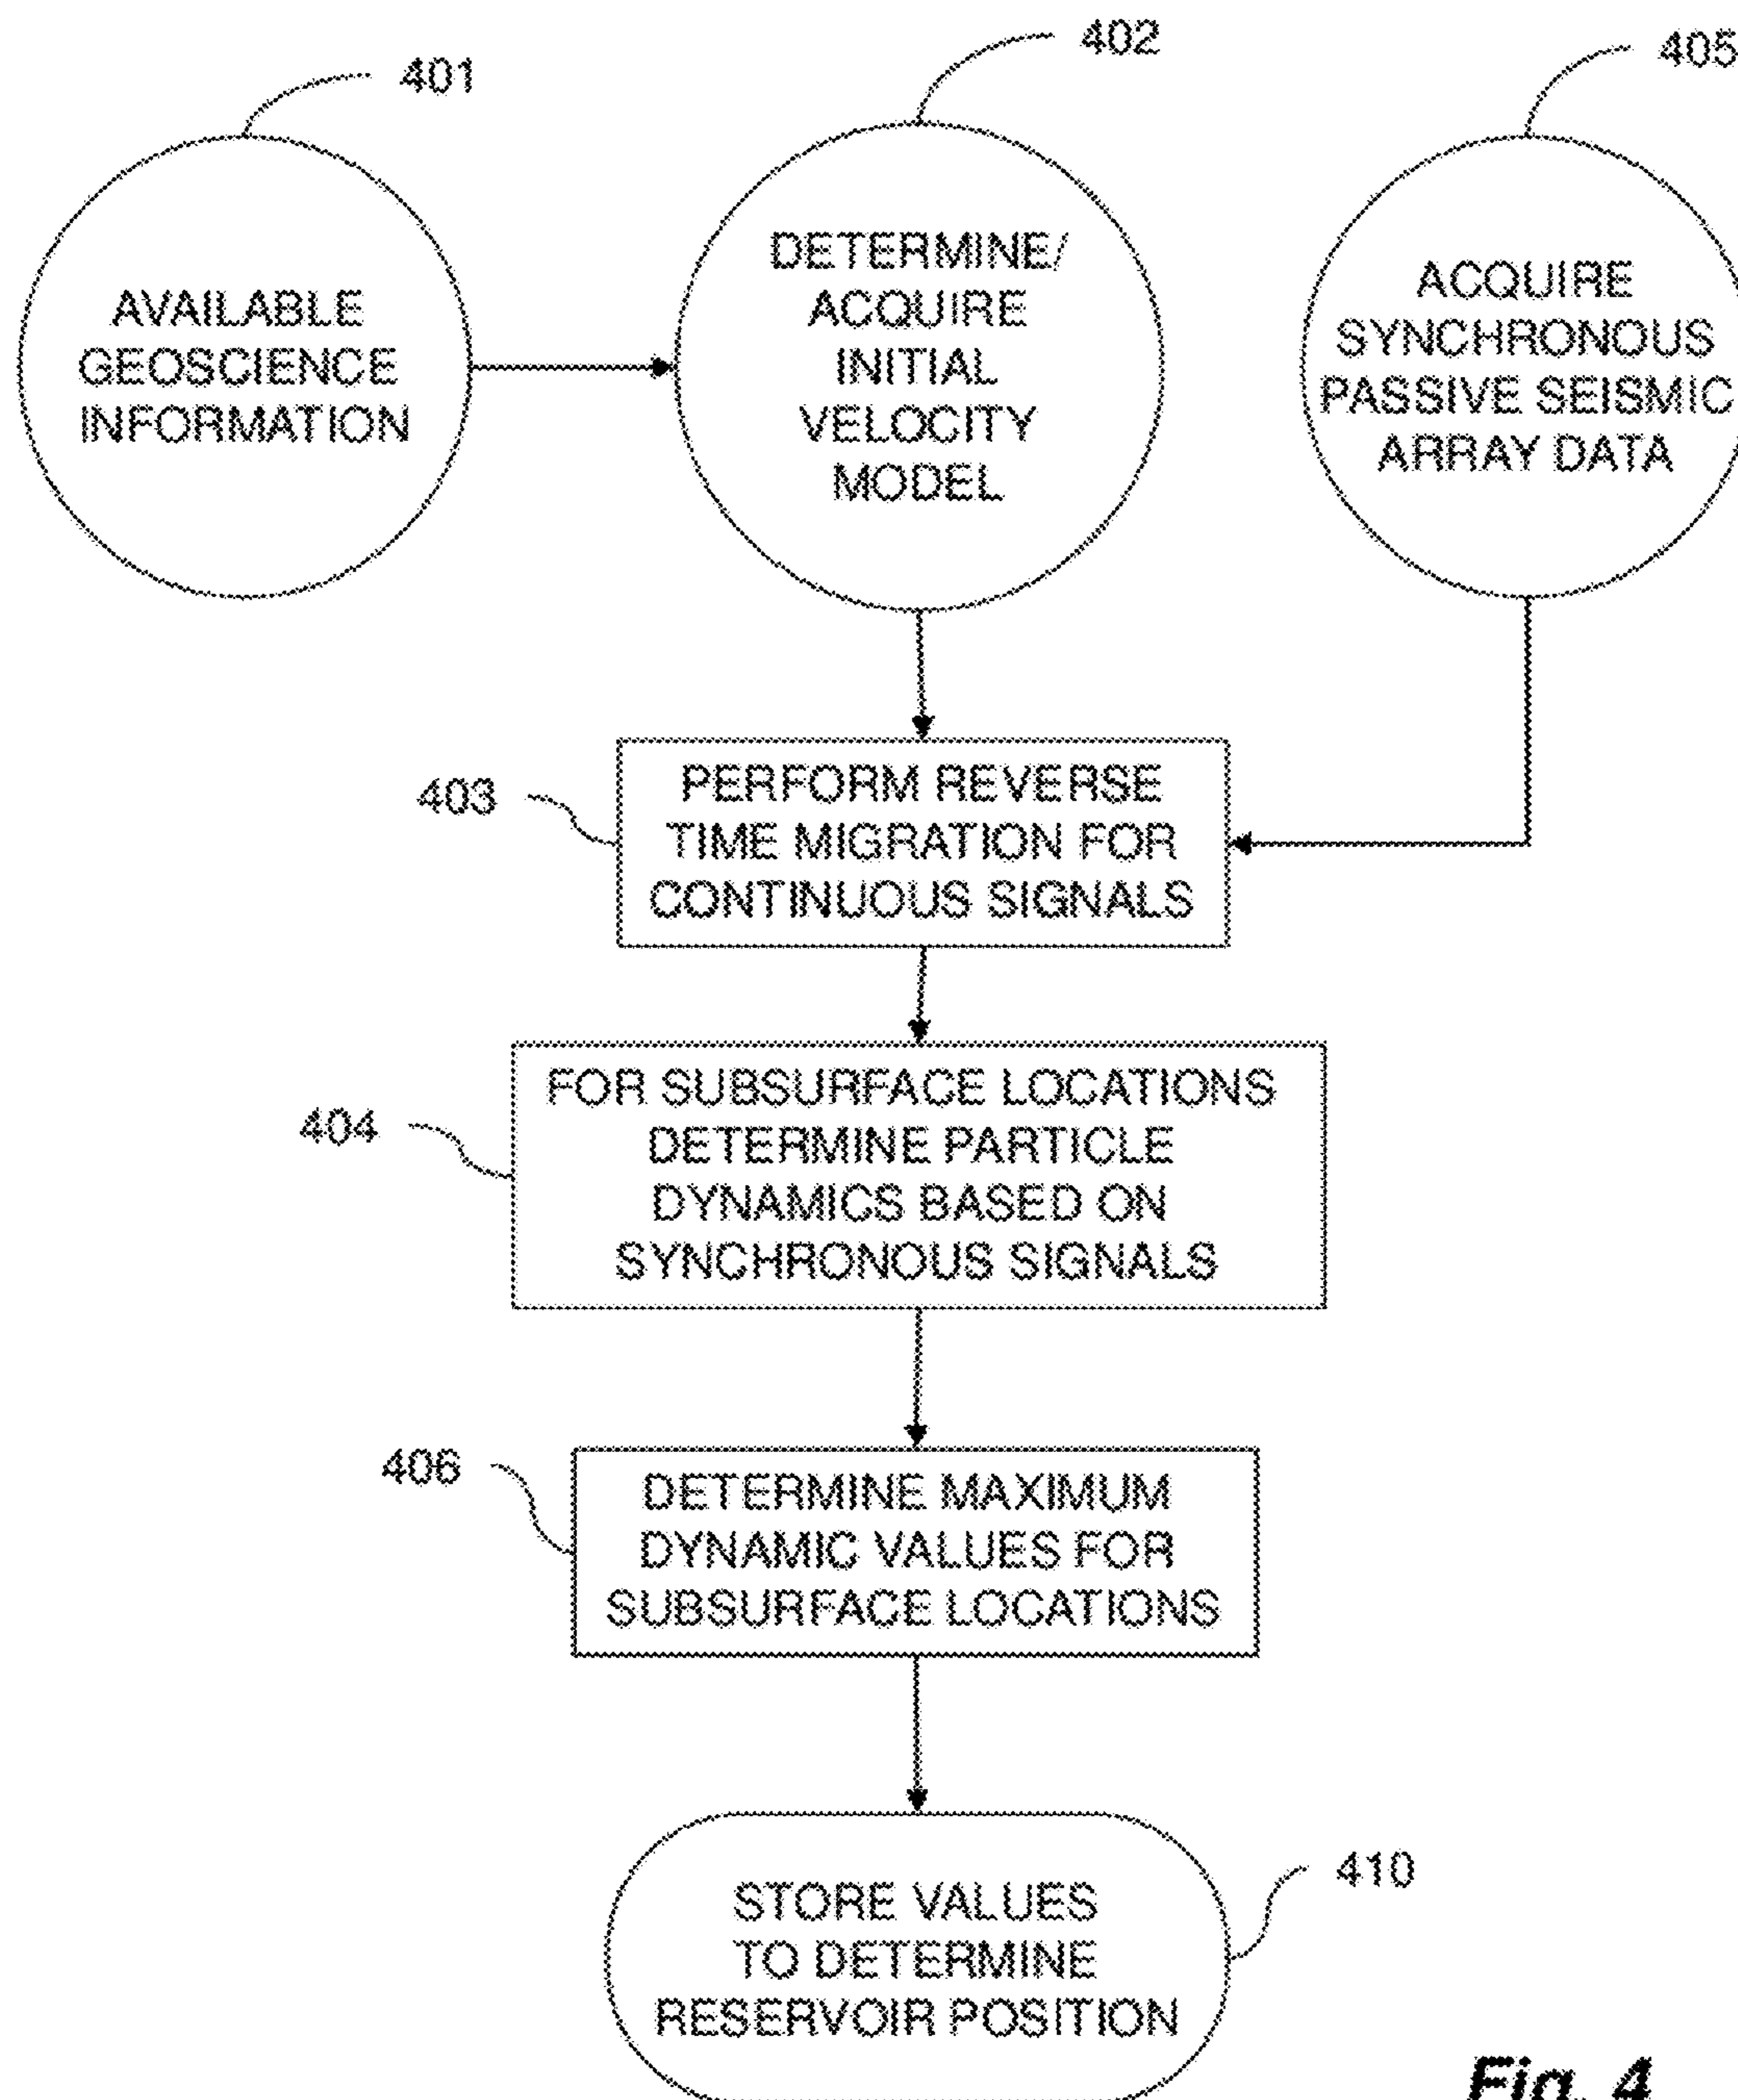 401
AVAILABLE
GEOSCIENCE
INFORMATION
402
DETERMINE/
ACQUIRE
INITIAL
VELOCITY
MODEL
405
ACQUIRE
SYNCHRONOUS
PASSIVE SEISMIC
ARRAY DATA
403
PERFORM REVERSE
TIME MIGRATION FOR
CONTINUOUS SIGNALS
404
FOR SUBSURFACE LOCATIONS
DETERMINE PARTICLE
DYNAMICS BASED ON
SYNCHRONOUS SIGNALS
406
DETERMINE MAXIMUM
DYNAMIC VALUES FOR
SUBSURFACE LOCATIONS
410
STORE VALUES
TO DETERMINE
RESERVOIR POSITION
Fig. 4